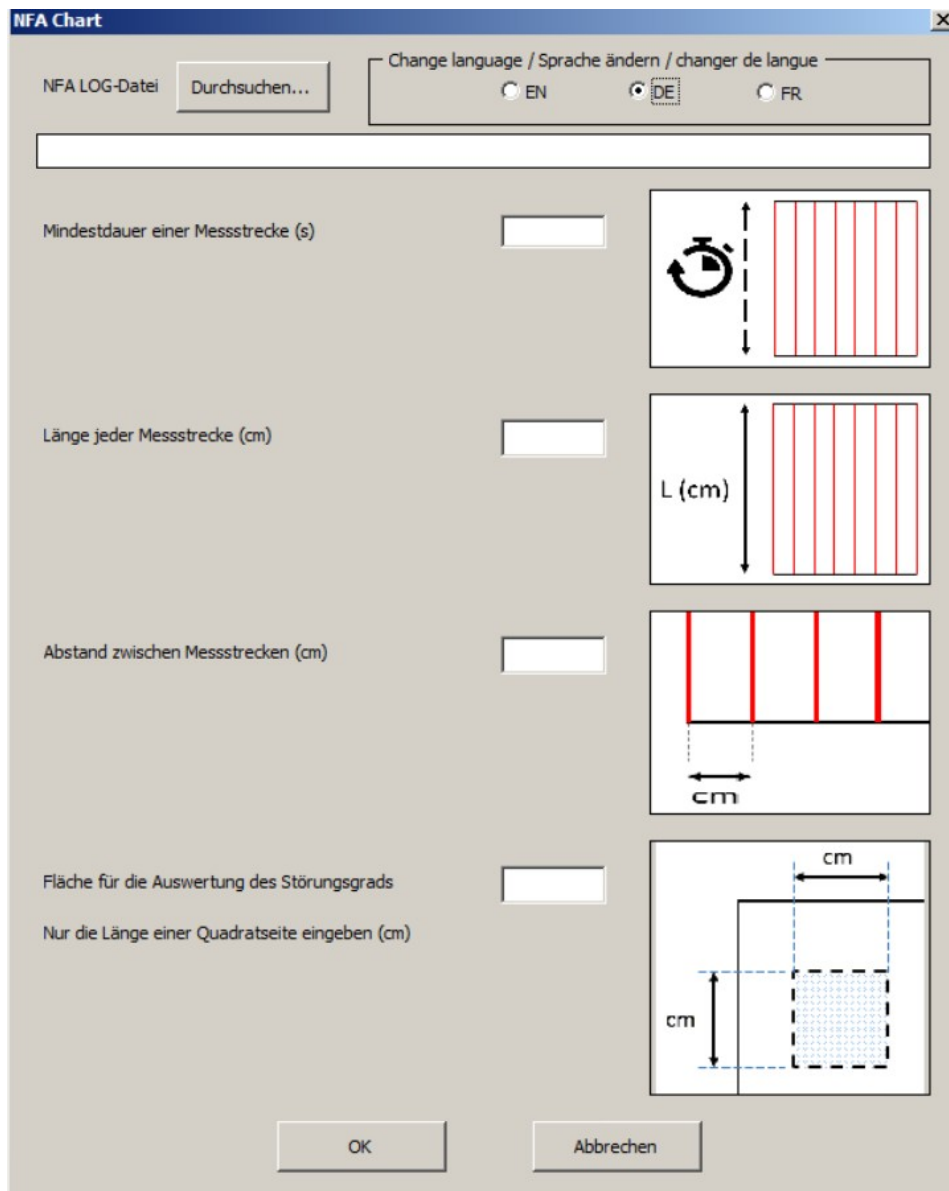 NFA Chart
Change language / Sprache ändern / changer de langue
NFA LOG-Datei
Durchsuchen...
EN
DE
FR
Mindestdauer einer Messstrecke (s)
Länge jeder Messstrecke (cm)
L (cm)
Abstand zwischen Messstrecken (cm)
cm
cm
Fläche für die Auswertung des Störungsgrads
Nur die Länge einer Quadratseite eingeben (cm)
cm
OK
Abbrechen